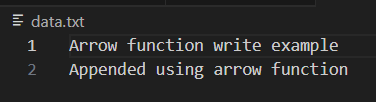 data.txt
1 Arrow function write example
2 Appended using arrow function